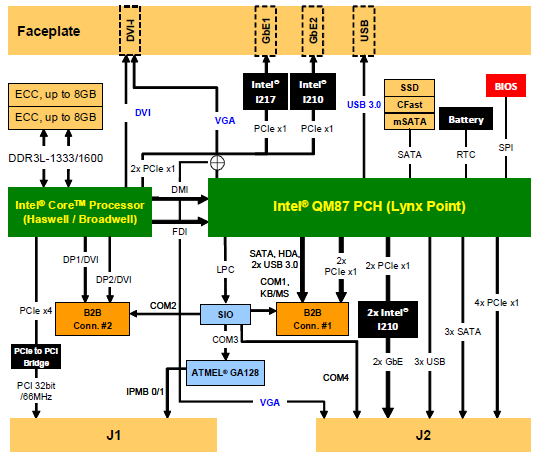 Faceplate
DVI-I
GbE1
GbE2
USB
ECC, up to 8GB
ECC, up to 8GB
DVI
VGA
Intel®
I217
Intel®
I210
USB 3.0
SSD
CFast
mSATA
Battery
BIOS
PCIe x1
PCIe x1
DDR3L-1333/1600
2x PCIe x1
SATA
RTC
SPI
DMI
Intel® Core™ Processor
(Haswell / Broadwell)
Intel® QM87 PCH (Lynx Point)
FDI
DP1/DVI
DP2/DVI
LPC
SATA, HDA,
2x USB 3.0
COM1,
KB/MS
2x
PCIe x1
2x PCIe x1
4x PCIe x1
PCIe x4
B2B
Conn. #2
COM2
SIO
B2B
Conn. #1
2x Intel®
I210
3x SATA
COM3
PCIe to PCI
Bridge
ATMEL® GA128
2x GbE
3x USB
PCI 32bit
/66MHz
IPMB 0/1
COM4
VGA
J1
J2